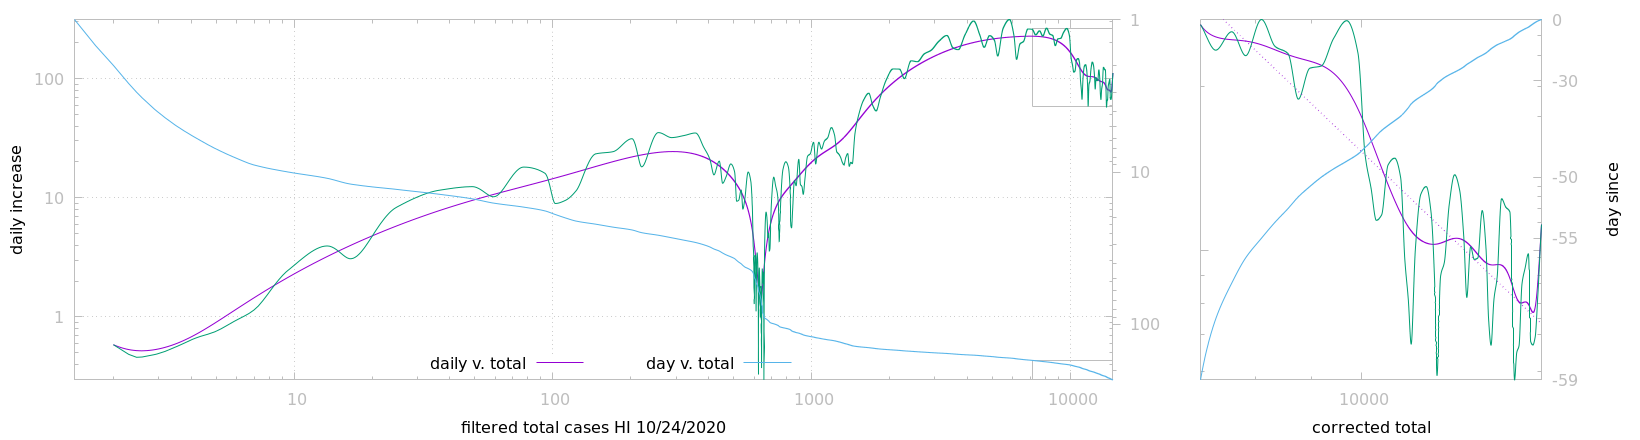 daily increase
100
10
1
daily v. total
day v. total
10
100
1000
10000
filtered total cases HI 10/24/2020
1
10
100
0
-30
-50
-55
-59
day since
10000
corrected total